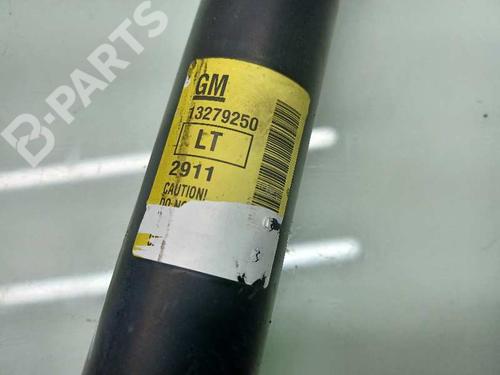 B-PARTS
GM
13279250
LT
2911
CAUTION!